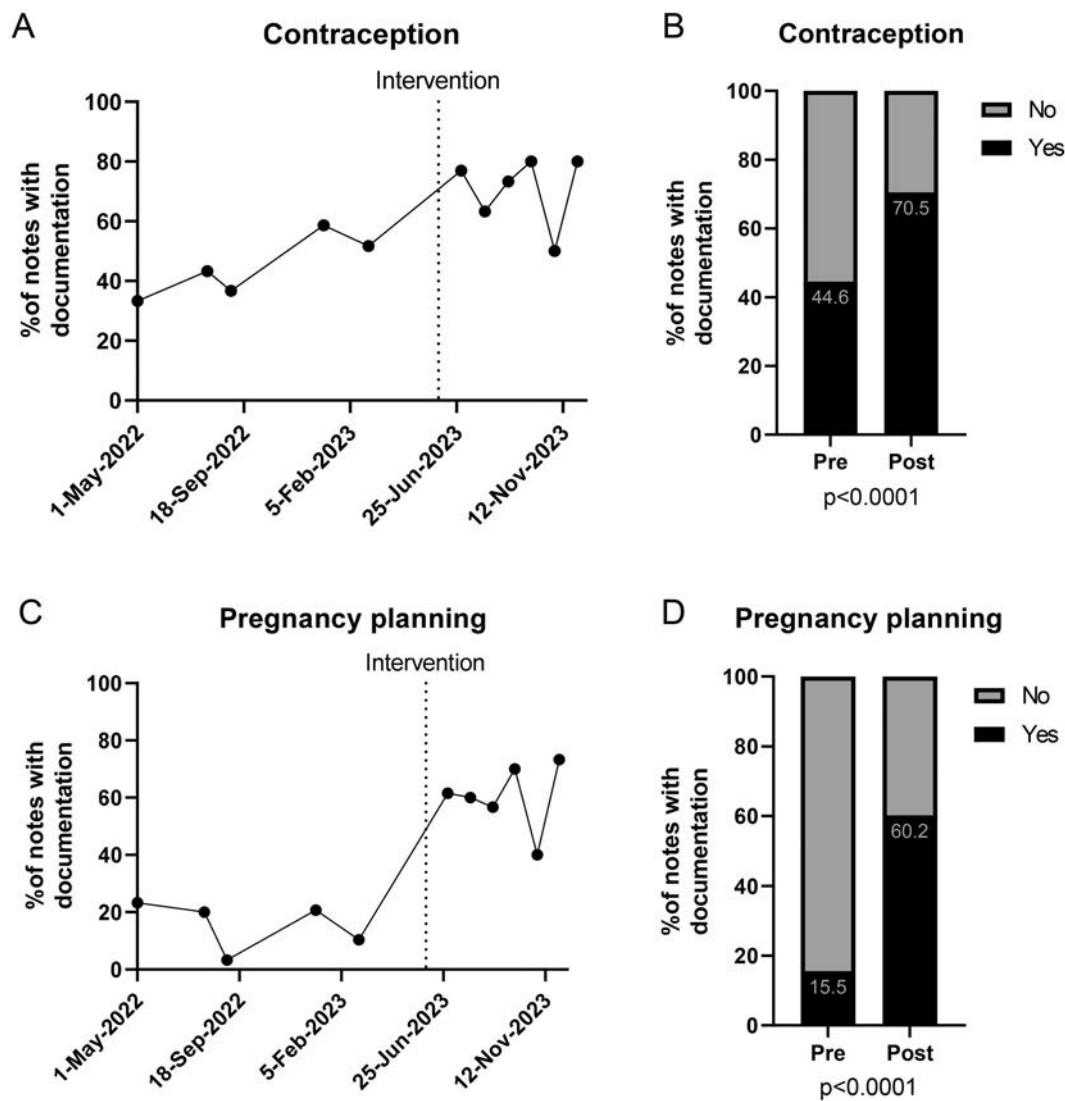 A
Contraception
Intervention
%of notes with
documentation
100
80
60
40
20
0
1-May-2022
18-Sep-2022
5-Feb-2023
25-Jun-2023
12-Nov-2023
B
Contraception
%of notes with
documentation
100
80
60
40
20
0
44.6
70.5
Pre
Post
p<0.0001
No
Yes
C
Pregnancy planning
Intervention
%of notes with
documentation
100
80
60
40
20
0
1-May-2022
18-Sep-2022
5-Feb-2023
25-Jun-2023
12-Nov-2023
D
Pregnancy planning
%of notes with
documentation
100
80
60
40
20
0
15.5
60.2
Pre
Post
p<0.0001
No
Yes